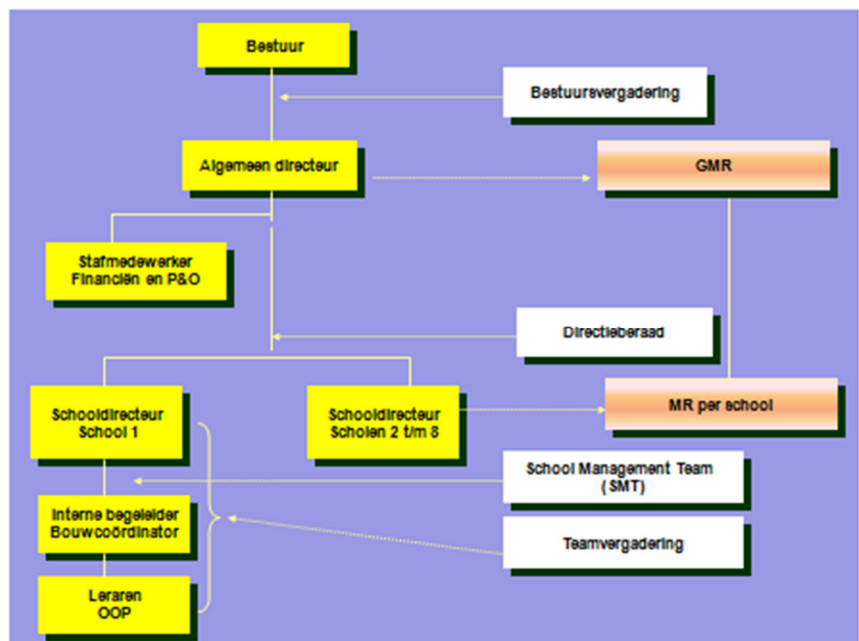 Bestuur
Bestuursvergadering
Algemeen directeur
GMR
Stafmedewerker
Financiën en P&O
Directieberaad
Schooldirecteur
School 1
Schooldirecteur
Scholen 2 t/m 8
MR per school
School Management Team
(SMT)
Interne begeleider
Bouwcoördinator
Teamvergadering
Leraren
OOP